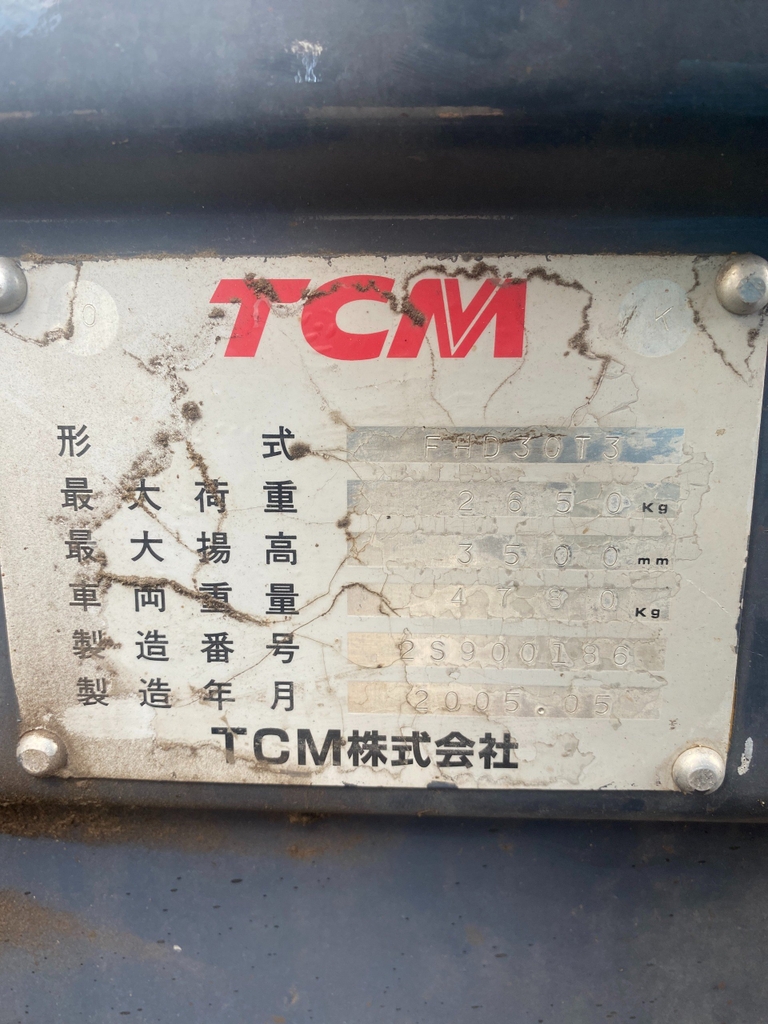 TCM
形式 FHD30T3
最大荷重 2650 Kg
最大揚高 3500 mm
車両重量 4790 Kg
製造番号 2S900186
製造年月 2005 05
TCM株式会社